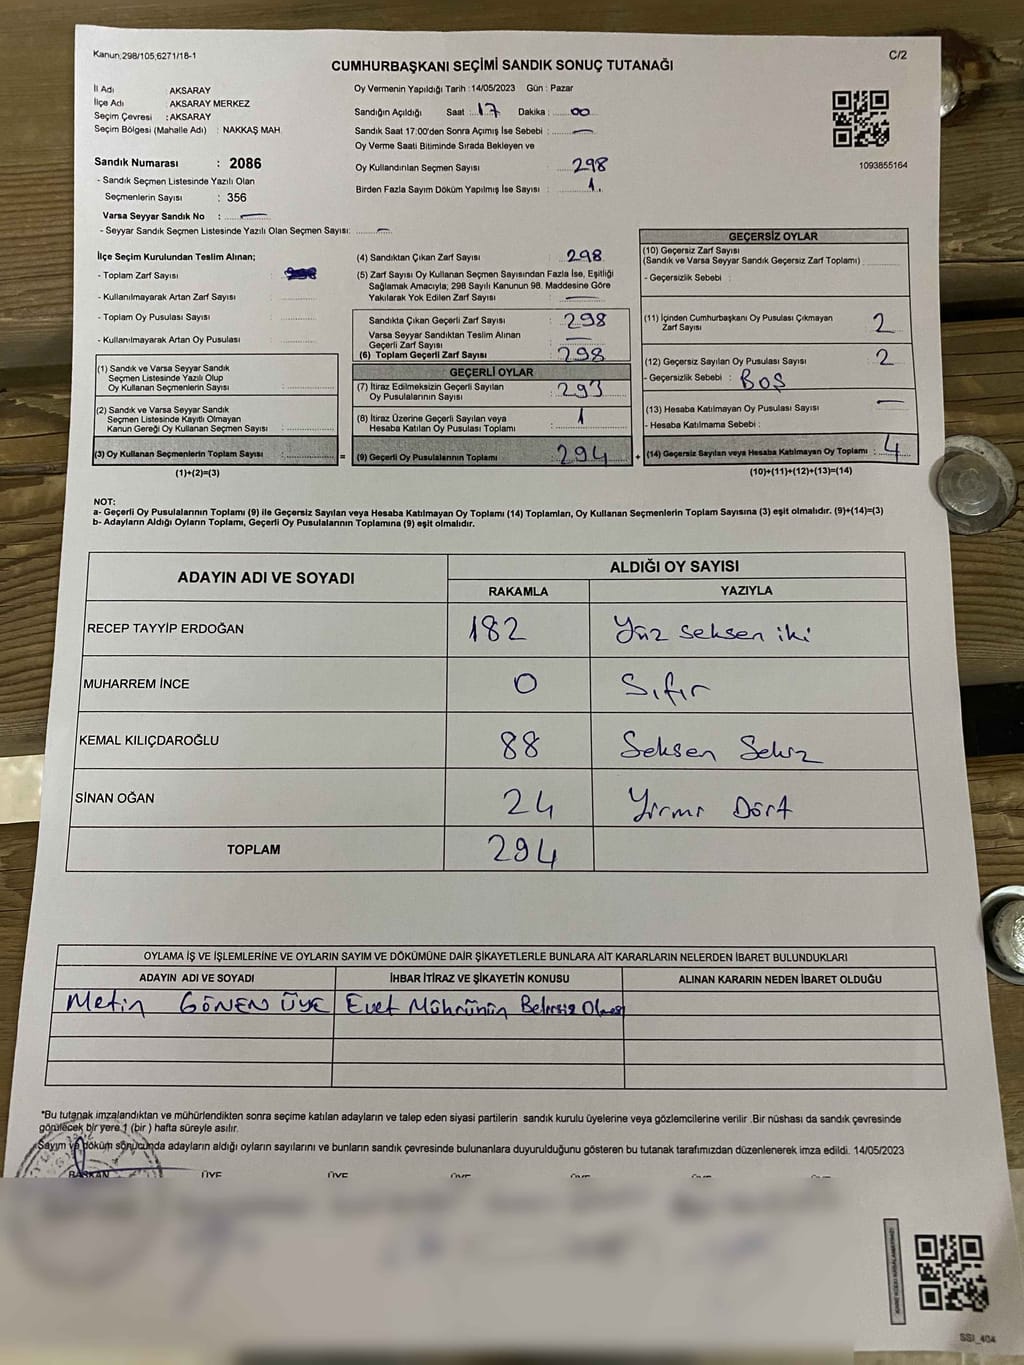 Kanun;298/105,6271/18-1
C/2
CUMHURBAŞKANI SEÇİMİ SANDIK SONUÇ TUTANAĞI
İl Adı : AKSARAY
İlçe Adı : AKSARAY MERKEZ
Seçim Çevresi : AKSARAY
Seçim Bölgesi (Mahalle Adı) : NAKKAŞ MAH
Sandık Numarası : 2086
- Sandık Seçmen Listesinde Yazılı Olan
Seçmenlerin Sayısı : 356
Varsa Seyyar Sandık No : —
- Seyyar Sandık Seçmen Listesinde Yazılı Olan Seçmen Sayısı: —
Oy Vermenin Yapıldığı Tarih :14/05/2023 Gün : Pazar
Sandığın Açıldığı Saat : 17 Dakika : 00
Sandık Saat 17:00'den Sonra Açımış İse Sebebi : —
Oy Verme Saati Bitiminde Sırada Bekleyen ve
Oy Kullandırılan Seçmen Sayısı : 298
Birden Fazla Sayım Döküm Yapılmış İse Sayısı : 1.
1093855164
İlçe Seçim Kurulundan Teslim Alınan;
- Toplam Zarf Sayısı :
- Kullanılmayarak Artan Zarf Sayısı :
- Toplam Oy Pusulası Sayısı :
- Kullanılmayarak Artan Oy Pusulası :
(1) Sandık ve Varsa Seyyar Sandık
Seçmen Listesinde Yazılı Olup
Oy Kullanan Seçmenlerin Sayısı :
(2) Sandık ve Varsa Seyyar Sandık
Seçmen Listesinde Kayıtlı Olmayan
Kanun Gereği Oy Kullanan Seçmen Sayısı :
(3) Oy Kullanan Seçmenlerin Toplam Sayısı : =
(1)+(2)=(3)
(4) Sandıktan Çıkan Zarf Sayısı : 298
(5) Zarf Sayısı Oy Kullanan Seçmen Sayısından Fazla İse, Eşitliği
Sağlamak Amacıyla; 298 Sayılı Kanunun 98. Maddesine Göre
Yakılarak Yok Edilen Zarf Sayısı : —
Sandıkta Çıkan Geçerli Zarf Sayısı : 298
Varsa Seyyar Sandıktan Teslim Alınan
Geçerli Zarf Sayısı : —
(6) Toplam Geçerli Zarf Sayısı : 298
GEÇERLİ OYLAR
(7) İtiraz Edilmeksizin Geçerli Sayılan
Oy Pusulalarının Sayısı : 293
(8) İtiraz Üzerine Geçerli Sayılan veya
Hesaba Katılan Oy Pusulası Toplamı : 1
(9) Geçerli Oy Pusulalarının Toplamı : 294 +
GEÇERSİZ OYLAR
(10) Geçersiz Zarf Sayısı
(Sandık ve Varsa Seyyar Sandık Geçersiz Zarf Toplamı) :
- Geçersizlik Sebebi :
(11) İçinden Cumhurbaşkanı Oy Pusulası Çıkmayan
Zarf Sayısı : 2
(12) Geçersiz Sayılan Oy Pusulası Sayısı : 2
- Geçersizlik Sebebi : BOŞ
(13) Hesaba Katılmayan Oy Pusulası Sayısı : —
- Hesaba Katılmama Sebebi :
(14) Geçersiz Sayılan veya Hesaba Katılmayan Oy Toplamı : 4
(10)+(11)+(12)+(13)=(14)
NOT:
a- Geçerli Oy Pusulalarının Toplamı (9) ile Geçersiz Sayılan veya Hesaba Katılmayan Oy Toplamı (14) Toplamları, Oy Kullanan Seçmenlerin Toplam Sayısına (3) eşit olmalıdır. (9)+(14)=(3)
b- Adayların Aldığı Oyların Toplamı, Geçerli Oy Pusulalarının Toplamına (9) eşit olmalıdır.
ADAYIN ADI VE SOYADI
ALDIĞI OY SAYISI
RAKAMLA YAZIYLA
RECEP TAYYİP ERDOĞAN 182 Yüz seksen iki
MUHARREM İNCE 0 Sıfır
KEMAL KILIÇDAROĞLU 88 Seksen Sekiz
SİNAN OĞAN 24 Yirmi Dört
TOPLAM 294
OYLAMA İŞ VE İŞLEMLERİNE VE OYLARIN SAYIM VE DÖKÜMÜNE DAİR ŞİKAYETLERLE BUNLARA AİT KARARLARIN NELERDEN İBARET BULUNDUKLARI
ADAYIN ADI VE SOYADI İHBAR İTİRAZ VE ŞİKAYETİN KONUSU ALINAN KARARIN NEDEN İBARET OLDUĞU
Metin GÖNEN ÜYE Evet Mührünün Belirsiz Olması
*Bu tutanak imzalandıktan ve mühürlendikten sonra seçime katılan adayların ve talep eden siyasi partilerin sandık kurulu üyelerine veya gözlemcilerine verilir .Bir nüshası da sandık çevresinde
görülecek bir yere 1 (bir ) hafta süreyle asılır.
Sayım ve döküm sonucunda adayların aldığı oyların sayılarını ve bunların sandık çevresinde bulunanlara duyurulduğunu gösteren bu tutanak tarafımızdan düzenlenerek imza edildi. 14/05/2023
BAŞKAN ÜYE ÜYE ÜYE ÜYE
SSI_404